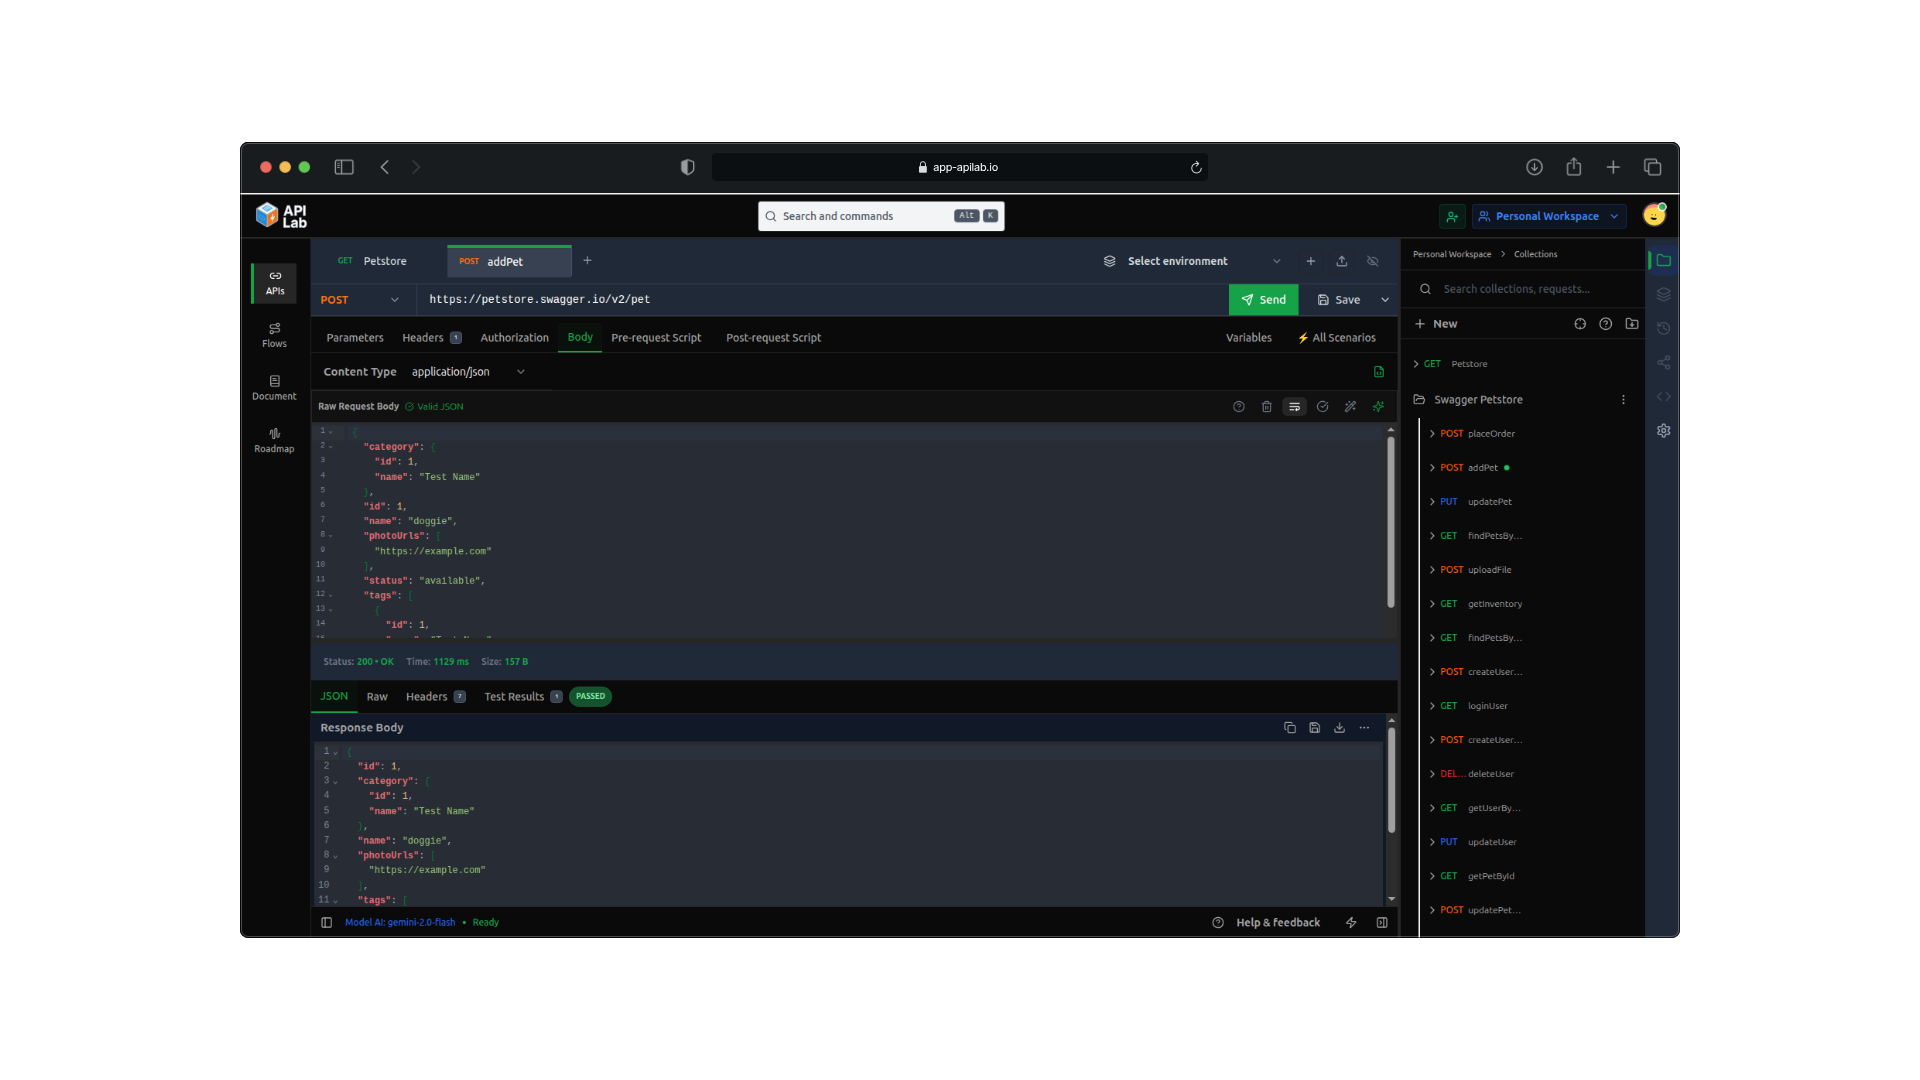 app-apilab.io
API
Lab
Search and commands Alt K
Personal Workspace
APIs
Flows
Document
Roadmap
GET Petstore
POST addPet
Select environment
POST https://petstore.swagger.io/v2/pet
Send Save
Parameters Headers 1 Authorization Body Pre-request Script Post-request Script
Variables All Scenarios
Content Type application/json
Raw Request Body Valid JSON
1 {
2 "category": {
3 "id": 1,
4 "name": "Test Name"
5 },
6 "id": 1,
7 "name": "doggie",
8 "photoUrls": [
9 "https://example.com"
10 ],
11 "status": "available",
12 "tags": [
13 {
14 "id": 1,
Status: 200 • OK Time: 1129 ms Size: 157 B
JSON Raw Headers 7 Test Results 1 PASSED
Response Body
1 {
2 "id": 1,
3 "category": {
4 "id": 1,
5 "name": "Test Name"
6 },
7 "name": "doggie",
8 "photoUrls": [
9 "https://example.com"
10 ],
11 "tags": [
Model AI: gemini-2.0-flash • Ready
Help & feedback
Personal Workspace > Collections
Search collections, requests...
New
GET Petstore
Swagger Petstore
POST placeOrder
POST addPet
PUT updatePet
GET findPetsBy...
POST uploadFile
GET getInventory
GET findPetsBy...
POST createUser...
GET loginUser
POST createUser...
DEL... deleteUser
GET getUserBy...
PUT updateUser
GET getPetById
POST updatePet...